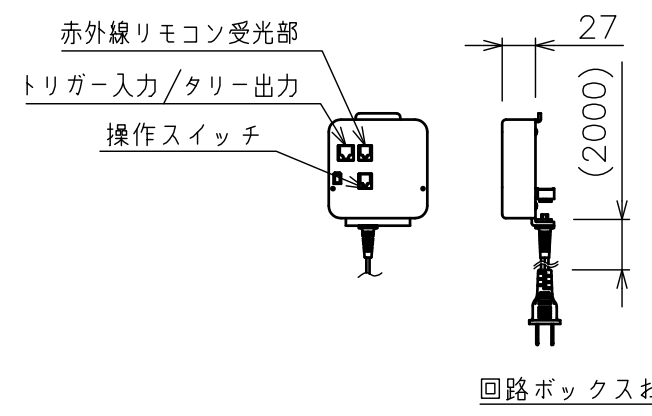 赤外線リモコン受光部
トリガー入力/タリー出力
操作スイッチ
27
(2000)
回路ボックスお